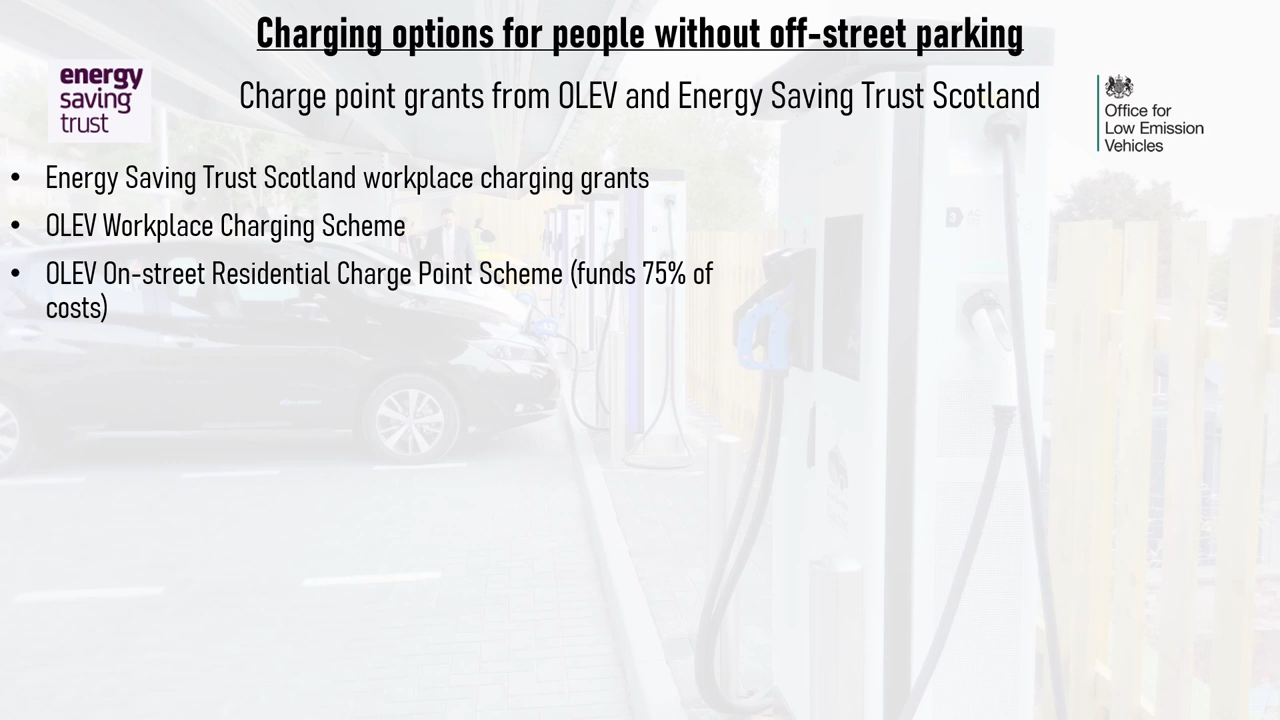 Charging options for people without off-street parking
energy
saving
trust
Charge point grants from OLEV and Energy Saving Trust Scotland
Office for
Low Emission
Vehicles
• Energy Saving Trust Scotland workplace charging grants
• OLEV Workplace Charging Scheme
• OLEV On-street Residential Charge Point Scheme (funds 75% of
costs)
AC